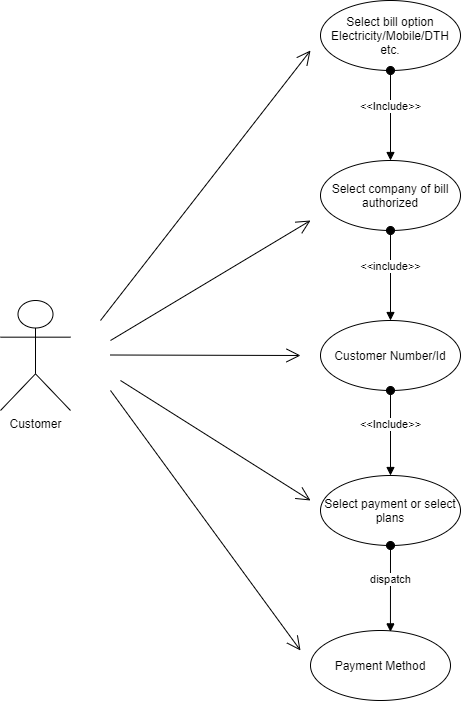 Select bill option
Electricity/Mobile/DTH
etc.
<<Include>>
Select company of bill
authorized
<<include>>
Customer Number/Id
Customer
<<Include>>
Select payment or select
plans
dispatch
Payment Method